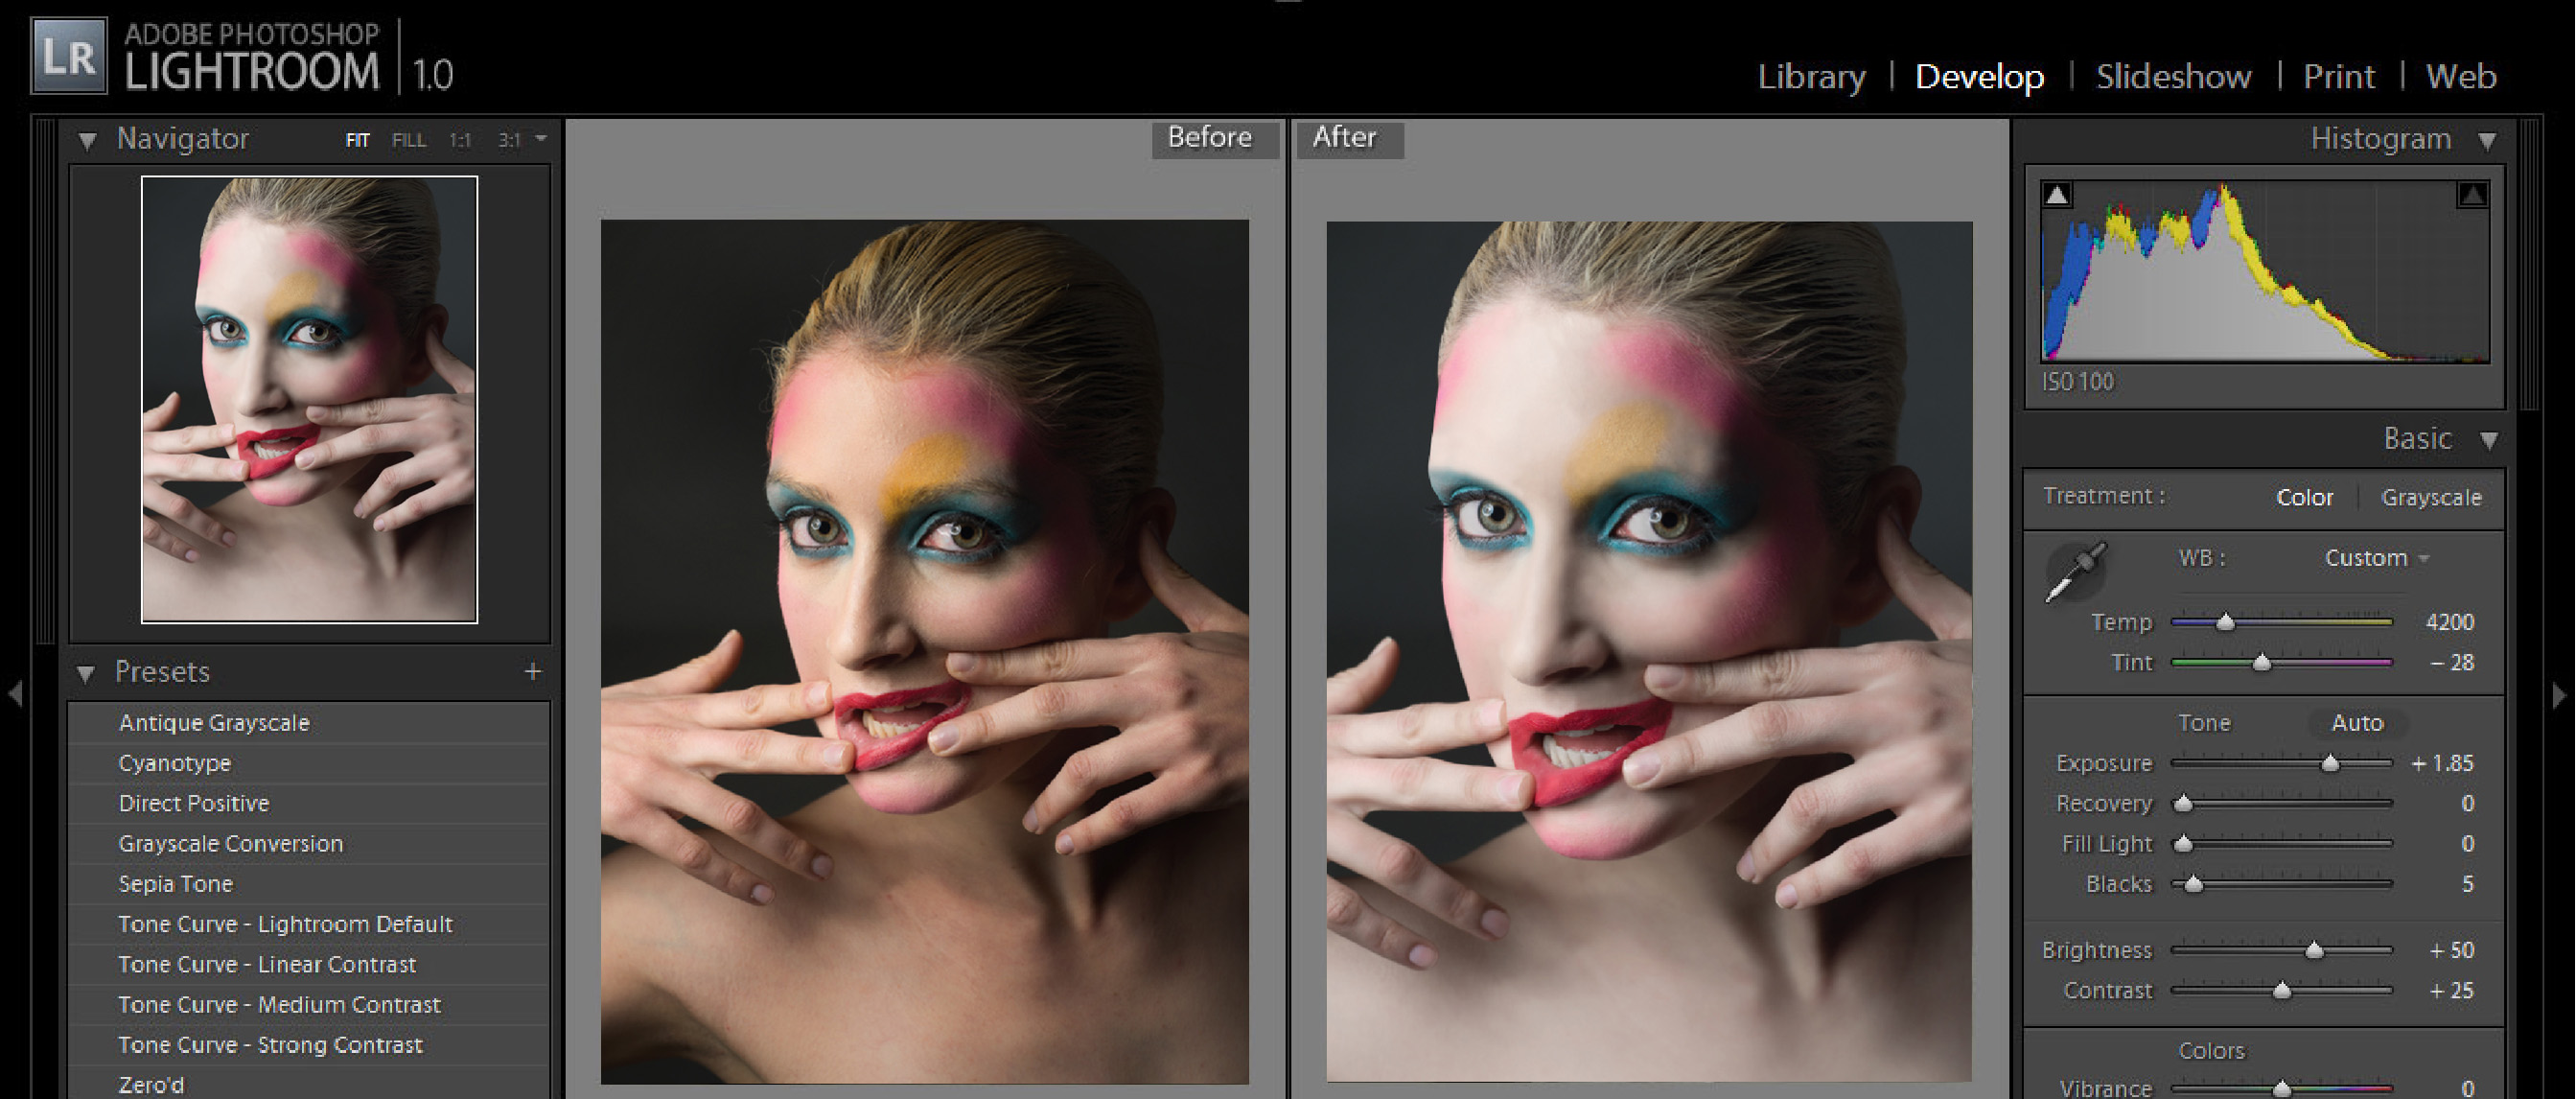 LR ADOBE PHOTOSHOP
LIGHTROOM 1.0
Library | Develop | Slideshow | Print | Web
Navigator FIT FILL 1:1 3:1
Before
After
Histogram
ISO 100
Basic
Treatment : Color Grayscale
WB : Custom
Temp 4200
Tint – 28
Tone Auto
Exposure + 1.85
Recovery 0
Fill Light 0
Blacks 5
Brightness + 50
Contrast + 25
Colors
Vibrance 0
Presets +
Antique Grayscale
Cyanotype
Direct Positive
Grayscale Conversion
Sepia Tone
Tone Curve - Lightroom Default
Tone Curve - Linear Contrast
Tone Curve - Medium Contrast
Tone Curve - Strong Contrast
Zero'd